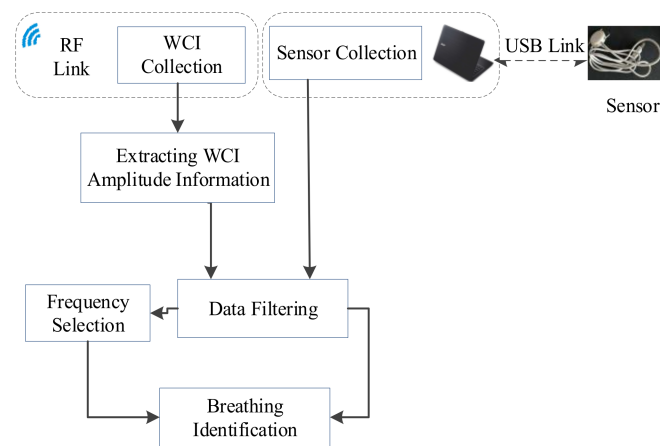 RF
Link
WCI
Collection
Sensor Collection
USB Link
Sensor
Extracting WCI
Amplitude Information
Frequency
Selection
Data Filtering
Breathing
Identification